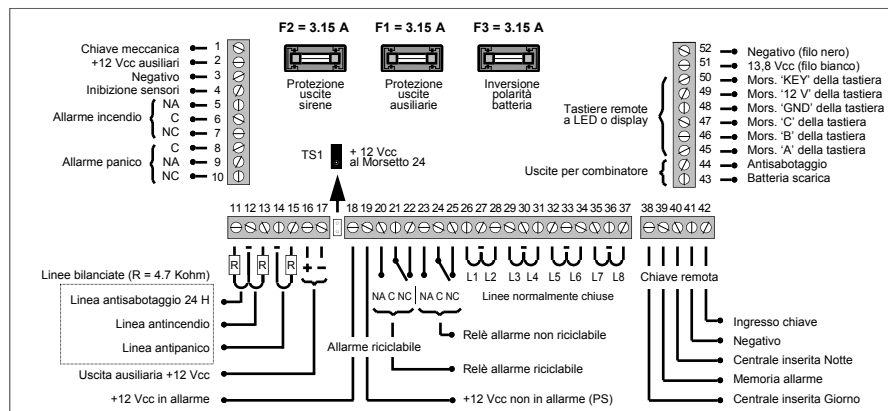 F2 = 3.15 A
F1 = 3.15 A
F3 = 3.15 A
Protezione
uscite
sirene
Protezione
uscite
ausiliarie
Inversione
polarità
batteria
Chiave meccanica 1
+12 Vcc ausiliari 2
Negativo 3
Inibizione sensori 4
Allarme incendio
NA 5
C 6
NC 7
Allarme panico
C 8
NA 9
NC 10
TS1
+ 12 Vcc
al Morsetto 24
52 Negativo (filo nero)
51 13,8 Vcc (filo bianco)
Tastiere remote
a LED o display
50 Mors. ‘KEY’ della tastiera
49 Mors. ‘12 V’ della tastiera
48 Mors. ‘GND’ della tastiera
47 Mors. ‘C’ della tastiera
46 Mors. ‘B’ della tastiera
45 Mors. ‘A’ della tastiera
Uscite per combinatore
44 Antisabotaggio
43 Batteria scarica
11 12 13 14 15 16 17 18 19 20 21 22 23 24 25 26 27 28 29 30 31 32 33 34 35 36 37 38 39 40 41 42
R R R + −
L1 L2 L3 L4 L5 L6 L7 L8
Linee normalmente chiuse
Chiave remota
NA C NC NA C NC
Linee bilanciate (R = 4.7 Kohm)
Linea antisabotaggio 24 H
Linea antincendio
Linea antipanico
Uscita ausiliaria +12 Vcc
+12 Vcc in allarme
Allarme riciclabile
Relè allarme non riciclabile
Relè allarme riciclabile
+12 Vcc non in allarme (PS)
Ingresso chiave
Negativo
Centrale inserita Notte
Memoria allarme
Centrale inserita Giorno